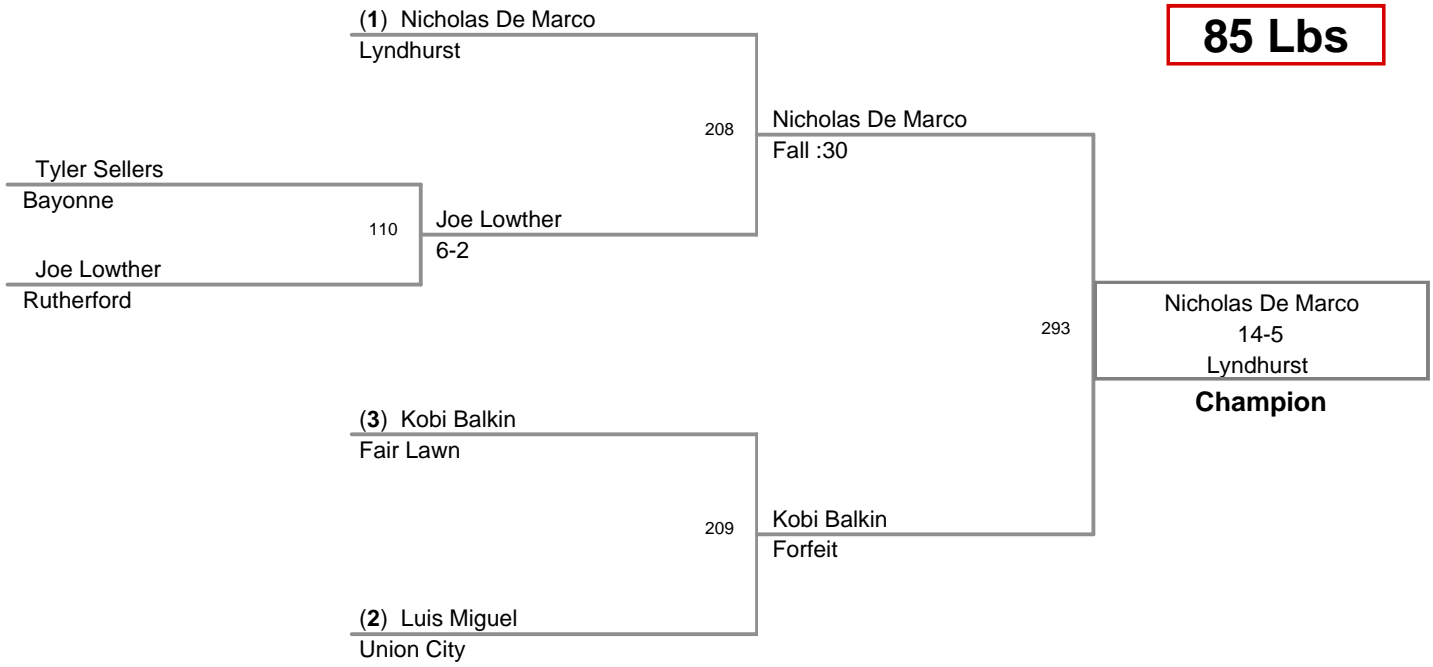 (1) Nicholas De Marco
Lyndhurst
85 Lbs
208
Nicholas De Marco
Fall :30
Tyler Sellers
Bayonne
110
Joe Lowther
6-2
Joe Lowther
Rutherford
293
Nicholas De Marco
14-5
Lyndhurst
Champion
(3) Kobi Balkin
Fair Lawn
209
Kobi Balkin
Forfeit
(2) Luis Miguel
Union City